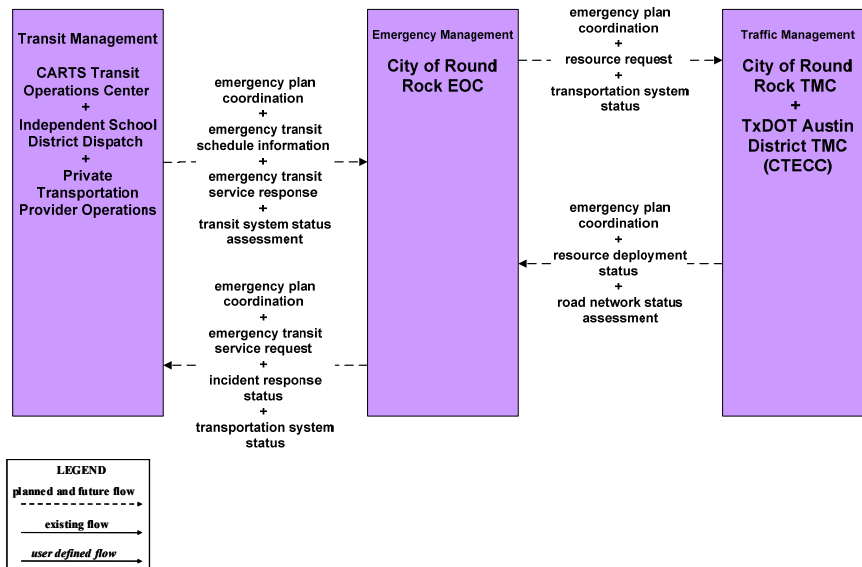 Transit Management
CARTS Transit
Operations Center
+
Independent School
District Dispatch
+
Private
Transportation
Provider Operations
emergency plan
coordination
+
emergency transit
schedule information
+
emergency transit
service response
+
transit system status
assessment
emergency plan
coordination
+
emergency transit
service request
+
incident response
status
+
transportation system
status
Emergency Management
City of Round
Rock EOC
emergency plan
coordination
+
resource request
+
transportation system
status
emergency plan
coordination
+
resource deployment
status
+
road network status
assessment
Traffic Management
City of Round
Rock TMC
+
TxDOT Austin
District TMC
(CTECC)
LEGEND
planned and future flow
existing flow
user defined flow